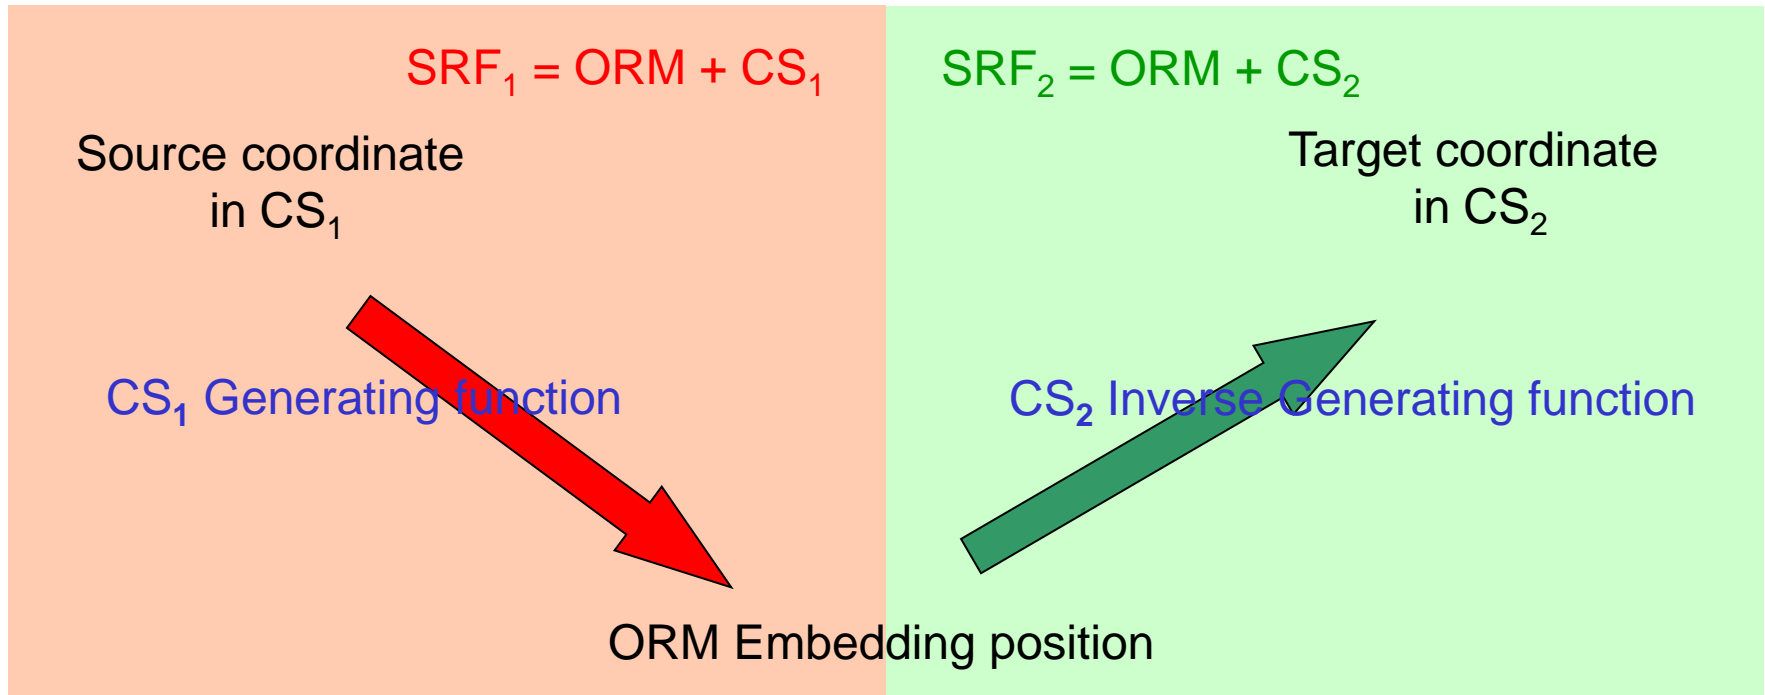 SRF₁ = ORM + CS₁
Source coordinate
in CS₁
CS₁ Generating function
SRF₂ = ORM + CS₂
Target coordinate
in CS₂
CS₂ Inverse Generating function
ORM Embedding position